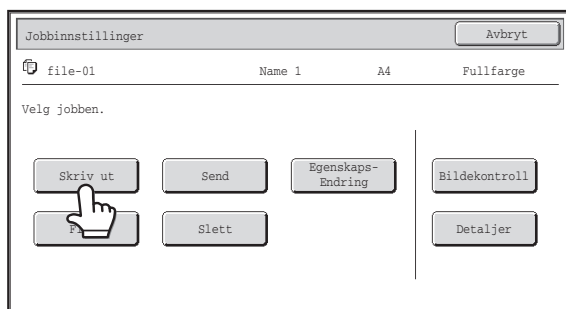 Jobbinnstillinger Avbryt
file-01 Name 1 A4 Fullfarge
Velg jobben.
Skriv ut Send Egenskaps-
Endring Bildekontroll
Slett Detaljer